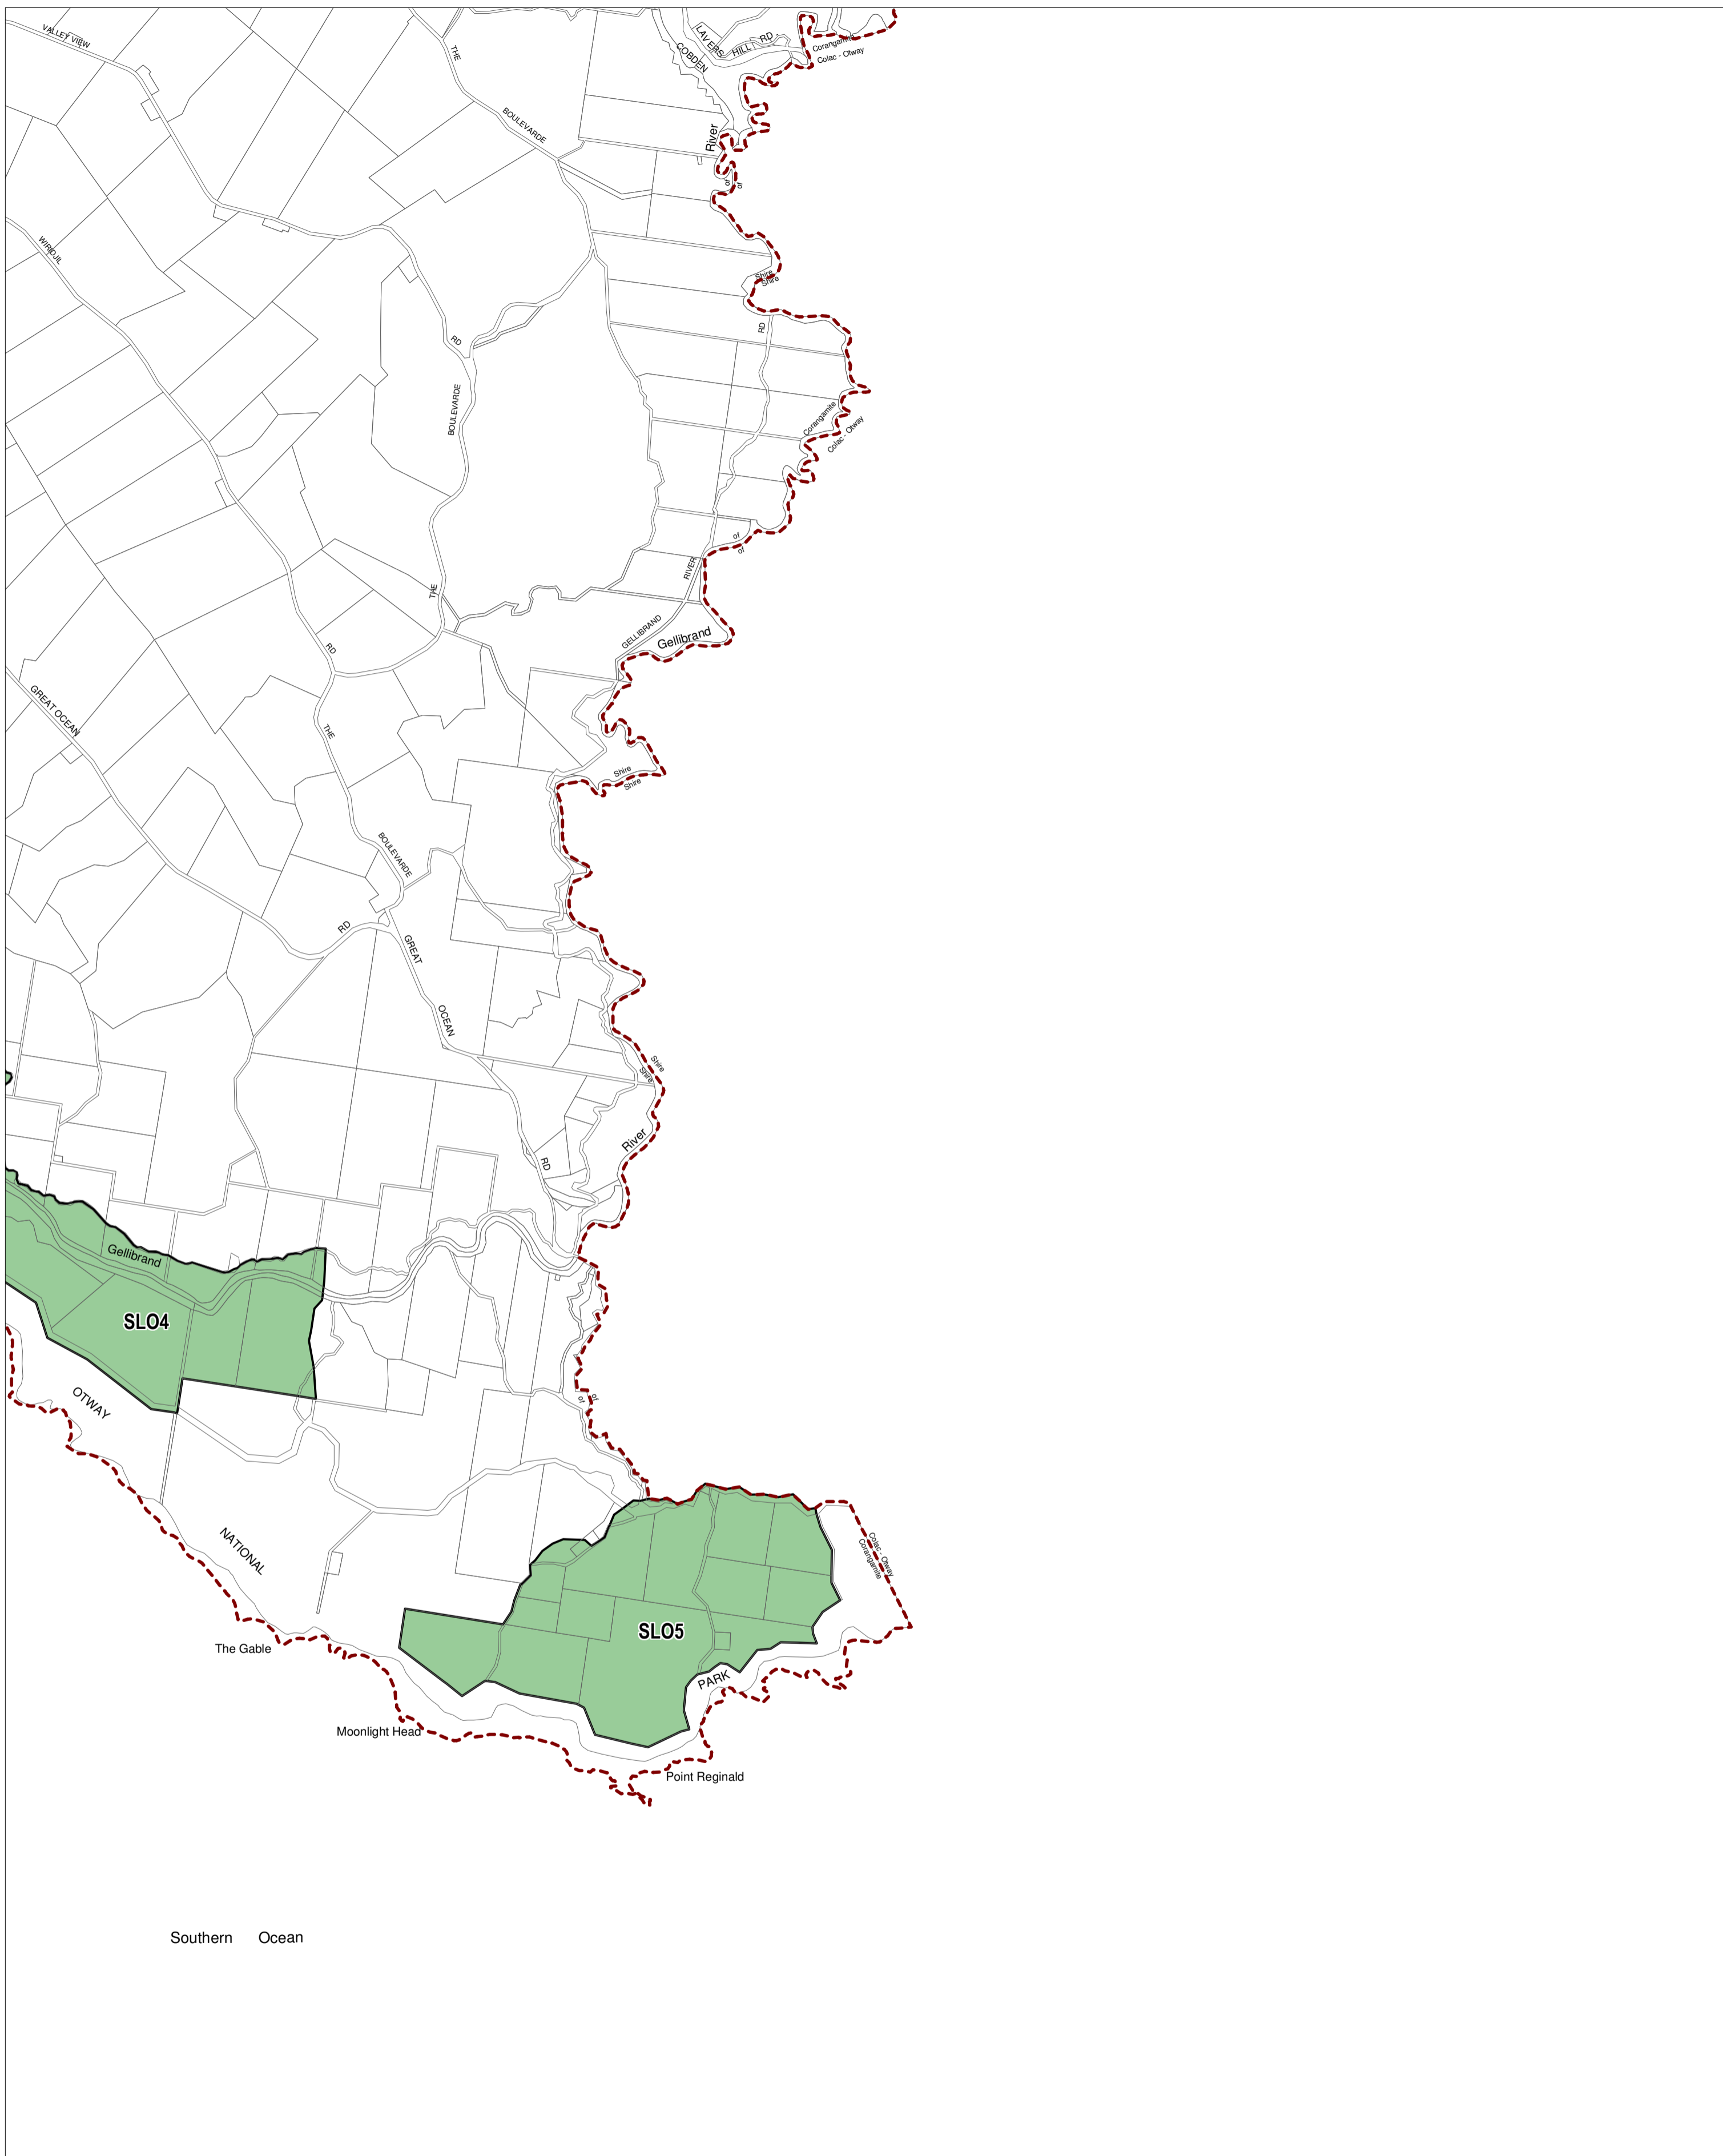 VALLEY VIEW
THE
LAVERS
HILL
RD
COBDEN
Corangamite
Colac - Otway
BOULEVARDE
River
of
of
WIRIDJIL
Shire
Shire
RD
RD
BOULEVARDE
Corangamite
Colac - Otway
of
of
RIVER
THE
GELLIBRAND
Gellibrand
RD
GREAT OCEAN
THE
Shire
Shire
BOULEVARDE
RD
GREAT
OCEAN
Shire
Shire
River
RD
Gellibrand
SLO4
OTWAY
of
of
NATIONAL
Colac - Otway
Corangamite
SLO5
The Gable
PARK
Moonlight Head
Point Reginald
Southern Ocean